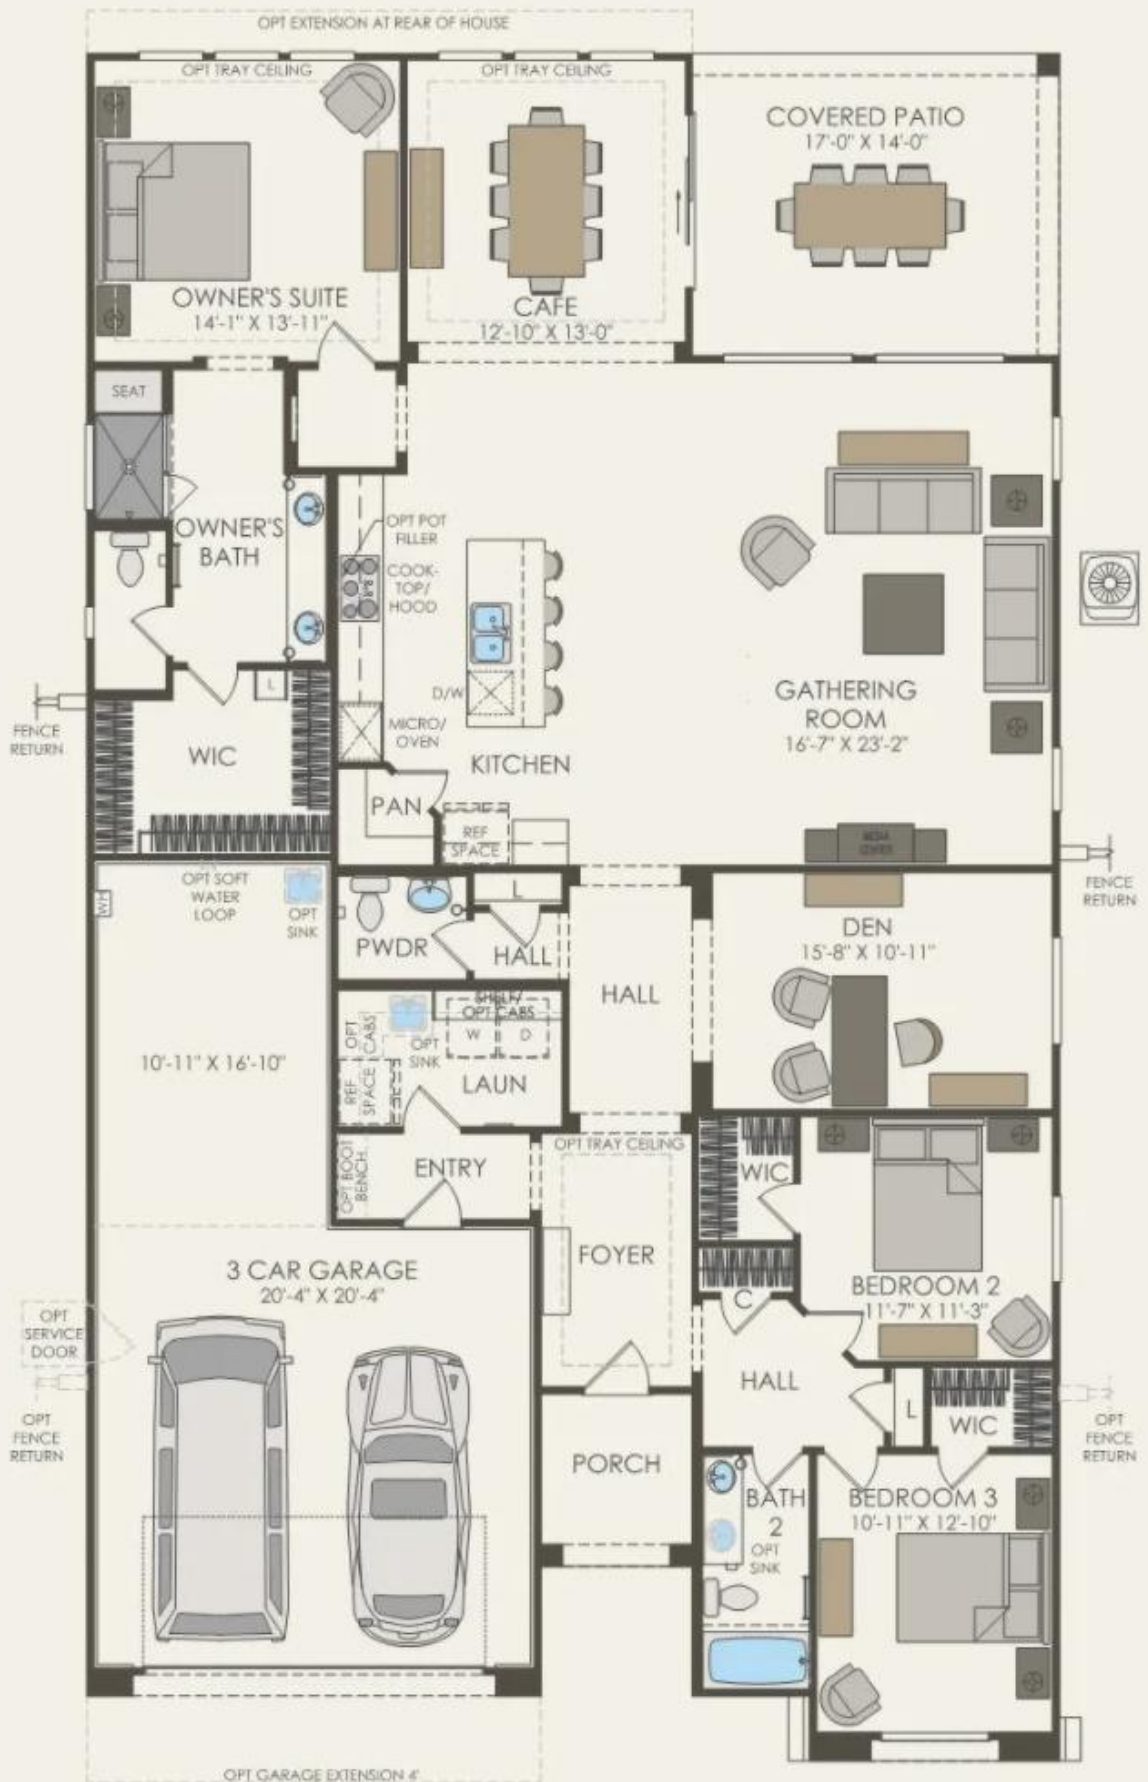 OPT EXTENSION AT REAR OF HOUSE
OPT TRAY CEILING
OPT TRAY CEILING
COVERED PATIO
17'-0" X 14'-0"
OWNER'S SUITE
14'-1" X 13'-11"
CAFE
12'-10" X 13'-0"
SEAT
OWNER'S
BATH
OPT POT
FILLER
COOK-
TOP/
HOOD
D/W
MICRO/
OVEN
KITCHEN
GATHERING
ROOM
16'-7" X 23'-2"
L
FENCE
RETURN
WIC
PAN
REF
SPACE
MEDIA
CENTER
FENCE
RETURN
OPT SOFT
WATER
LOOP
WH
OPT
SINK
PWDR
L
HALL
HALL
DEN
15'-8" X 10'-11"
SHELF/
OPT CABS
OPT
CABS
OPT
SINK
W
D
REF
SPACE
LAUN
10'-11" X 16'-10"
OPT BOOT
BENCH
ENTRY
OPT TRAY CEILING
WIC
FOYER
3 CAR GARAGE
20'-4" X 20'-4"
C
BEDROOM 2
11'-7" X 11'-3"
OPT
SERVICE
DOOR
OPT
FENCE
RETURN
HALL
L
WIC
OPT
FENCE
RETURN
PORCH
BATH
2
OPT
SINK
BEDROOM 3
10'-11" X 12'-10"
OPT GARAGE EXTENSION 4'